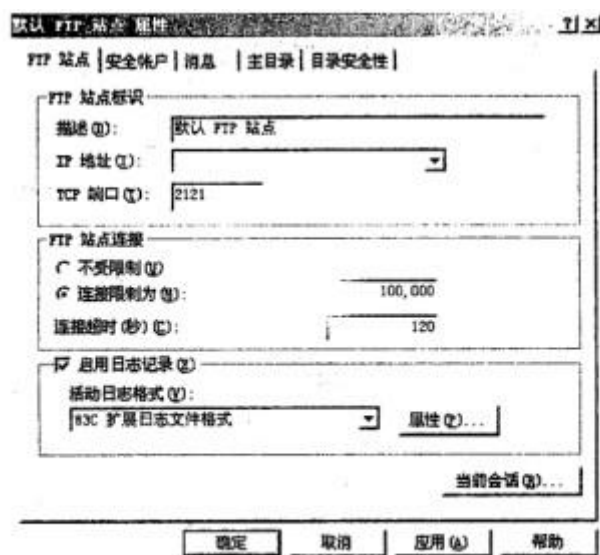 默认 FTP 站点 属性
FTP 站点 安全帐户 消息 主目录 目录安全性
FTP 站点标识
描述(D): 默认 FTP 站点
IP 地址(I):
TCP 端口(T): 2121
FTP 站点连接
不受限制(U)
连接限制为(M): 100,000
连接超时(秒)(C): 120
启用日志记录(E)
活动日志格式(V):
W3C 扩展日志文件格式 属性(P)...
当前会话(R)...
确定 取消 应用(A) 帮助